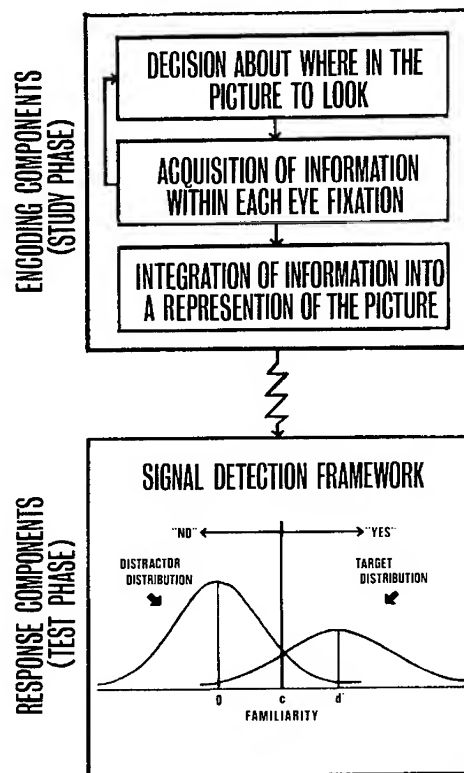 ENCODING COMPONENTS
(STUDY PHASE)
DECISION ABOUT WHERE IN THE
PICTURE TO LOOK
ACQUISITION OF INFORMATION
WITHIN EACH EYE FIXATION
INTEGRATION OF INFORMATION INTO
A REPRESENTION OF THE PICTURE
RESPONSE COMPONENTS
(TEST PHASE)
SIGNAL DETECTION FRAMEWORK
"NO" "YES"
DISTRACTOR
DISTRIBUTION
TARGET
DISTRIBUTION
0 c d'
FAMILIARITY